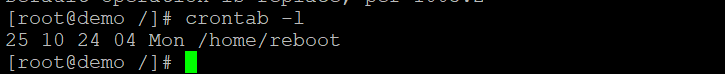 [root@demo /]# crontab -l
25 10 24 04 Mon /home/reboot
[root@demo /]#